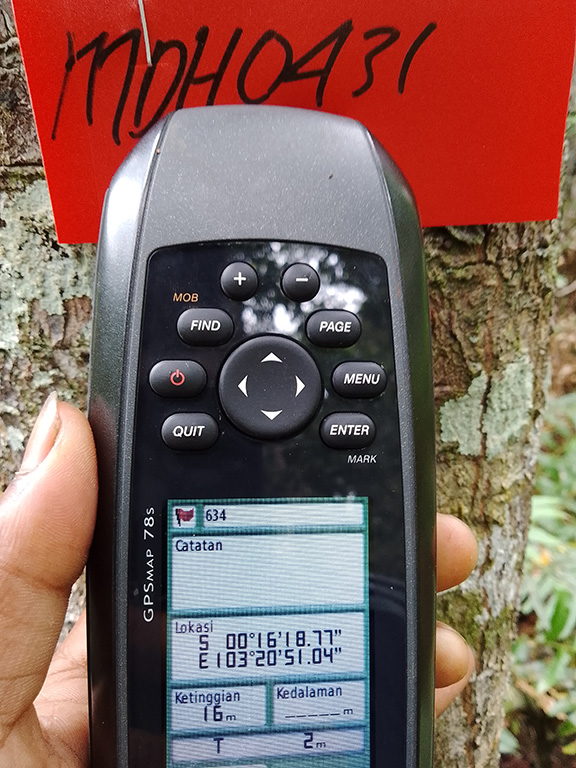 MDH0431
+ −
MOB
FIND PAGE
MENU
QUIT ENTER
MARK
GPSMAP 78s
634
Catatan
Lokasi
S 00°16'18.77"
E103°20'51.04"
Ketinggian Kedalaman
16m _____m
T 2m